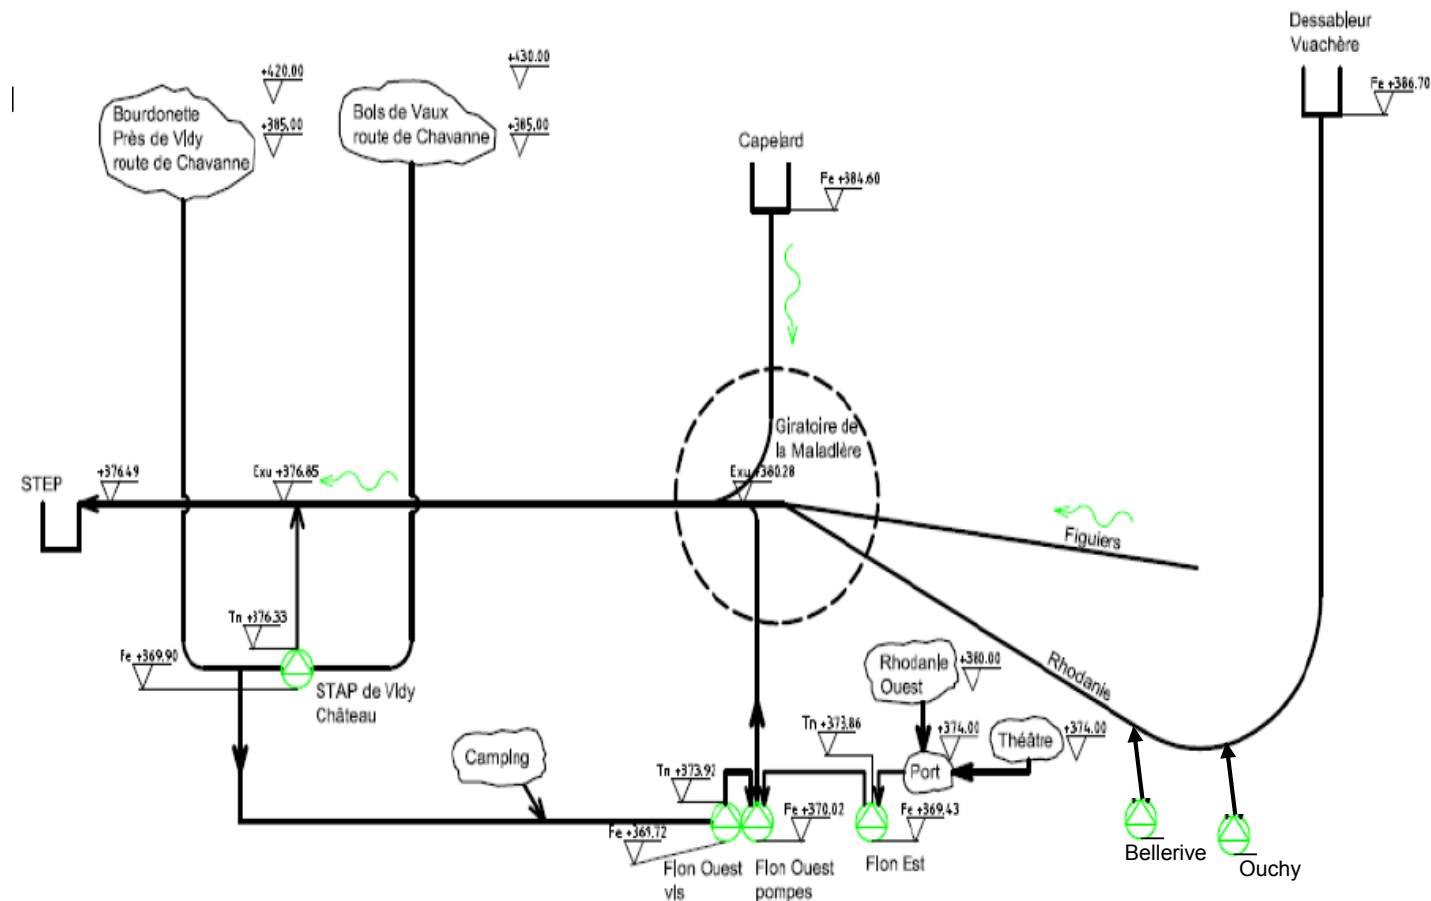 Dessableur
Vuachère
Fe +386.70
+420.00
+430.00
Bourdonette
Près de Vidy
route de Chavanne
+385,00
Bois de Vaux
route de Chavanne
+385,00
Capelard
Fe +384.60
Giratoire de
la Maladière
STEP
+376.49
Exu +376.85
Exu +380.28
Figuiers
Tn +376.33
Fe +369.90
STAP de Vidy
Château
Rhodanie
Rhodanie
Ouest
+380.00
Tn +373.86
+374.00
Théâtre
+374.00
Camping
Port
Tn +373.92
Fe +370.02
Fe +369.43
Fe +369.72
Bellerive
Ouchy
Flon Ouest
vis
Flon Ouest
pompes
Flon Est